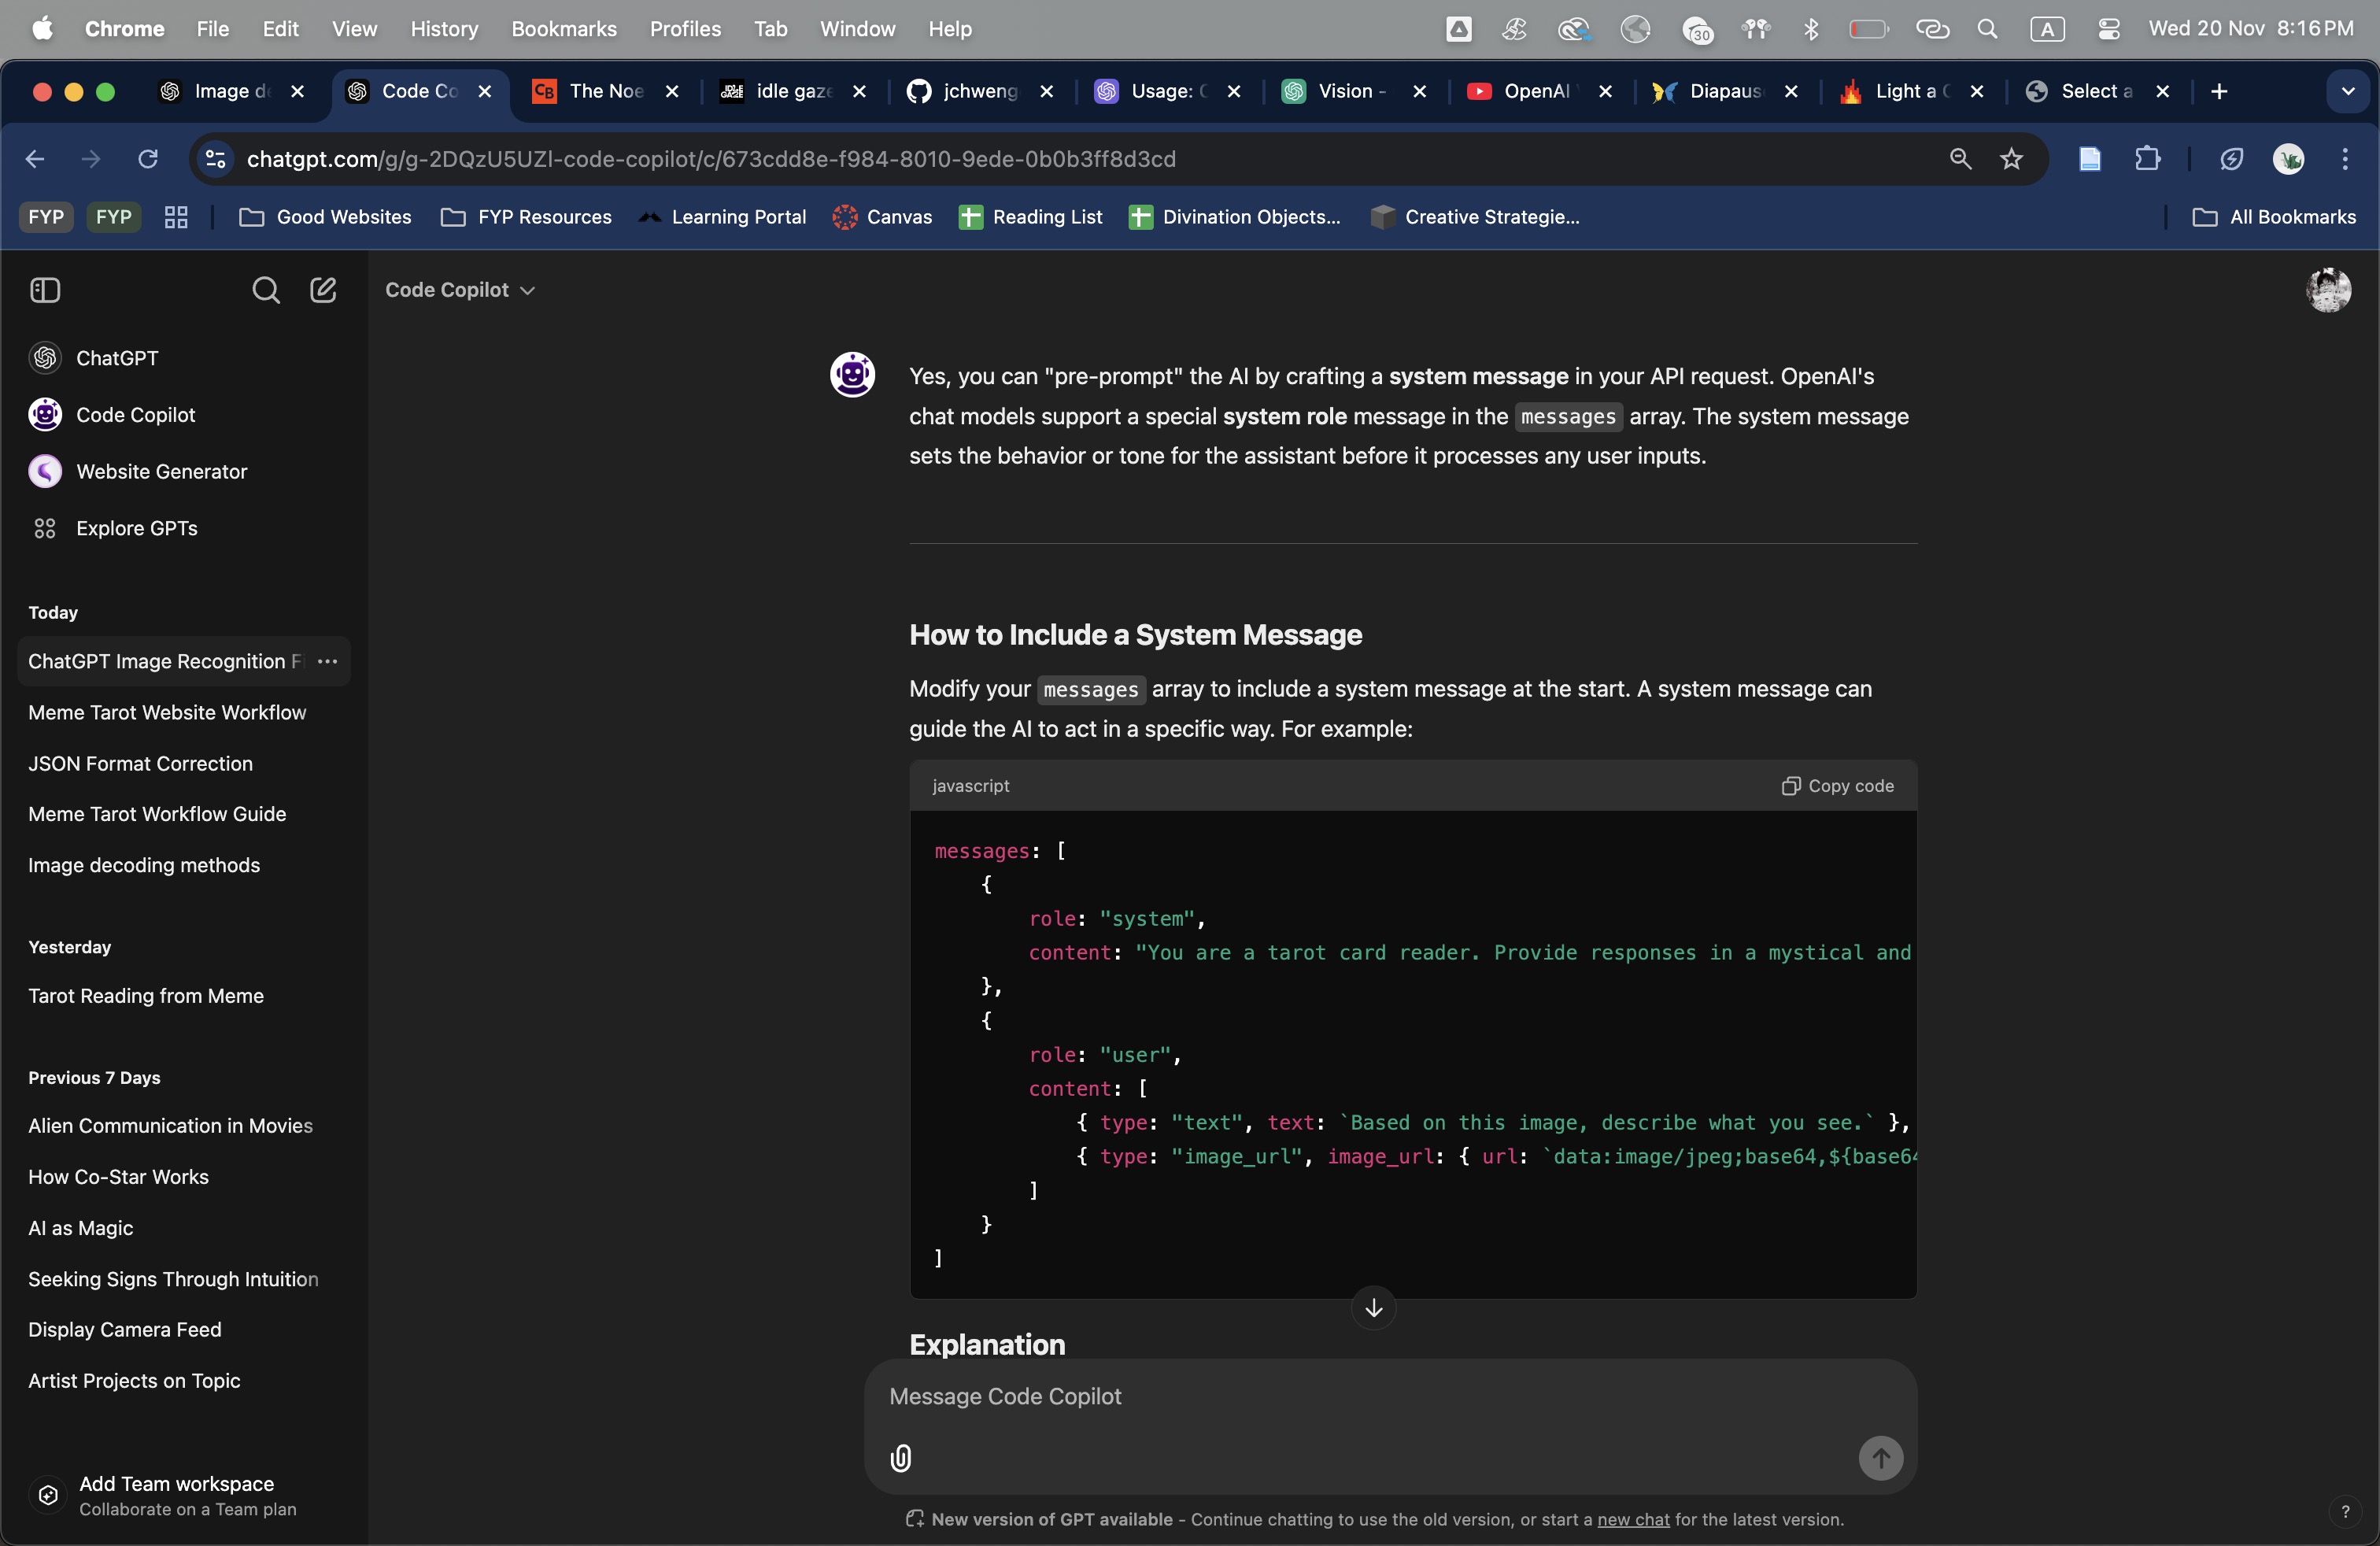 Chrome File Edit View History Bookmarks Profiles Tab Window Help 30 A Wed 20 Nov 8:16 PM
Image de Code Co CB The Noe idle gaze jchweng Usage: Vision - OpenAI Diapaus Light a Select a
chatgpt.com/g/g-2DQzU5UZl-code-copilot/c/673cdd8e-f984-8010-9ede-0b0b3ff8d3cd
FYP FYP Good Websites FYP Resources Learning Portal Canvas Reading List Divination Objects... Creative Strategie... All Bookmarks
Code Copilot
ChatGPT
Code Copilot
Website Generator
Explore GPTs
Today
ChatGPT Image Recognition
Meme Tarot Website Workflow
JSON Format Correction
Meme Tarot Workflow Guide
Image decoding methods
Yesterday
Tarot Reading from Meme
Previous 7 Days
Alien Communication in Movies
How Co-Star Works
AI as Magic
Seeking Signs Through Intuition
Display Camera Feed
Artist Projects on Topic
Add Team workspace
Collaborate on a Team plan
Yes, you can "pre-prompt" the AI by crafting a system message in your API request. OpenAI's
chat models support a special system role message in the messages array. The system message
sets the behavior or tone for the assistant before it processes any user inputs.
How to Include a System Message
Modify your messages array to include a system message at the start. A system message can
guide the AI to act in a specific way. For example:
javascript Copy code
messages: [
{
role: "system",
content: "You are a tarot card reader. Provide responses in a mystical and
},
{
role: "user",
content: [
{ type: "text", text: `Based on this image, describe what you see.` },
{ type: "image_url", image_url: { url: `data:image/jpeg;base64,${base64
]
}
]
Explanation
Message Code Copilot
New version of GPT available - Continue chatting to use the old version, or start a new chat for the latest version.
?